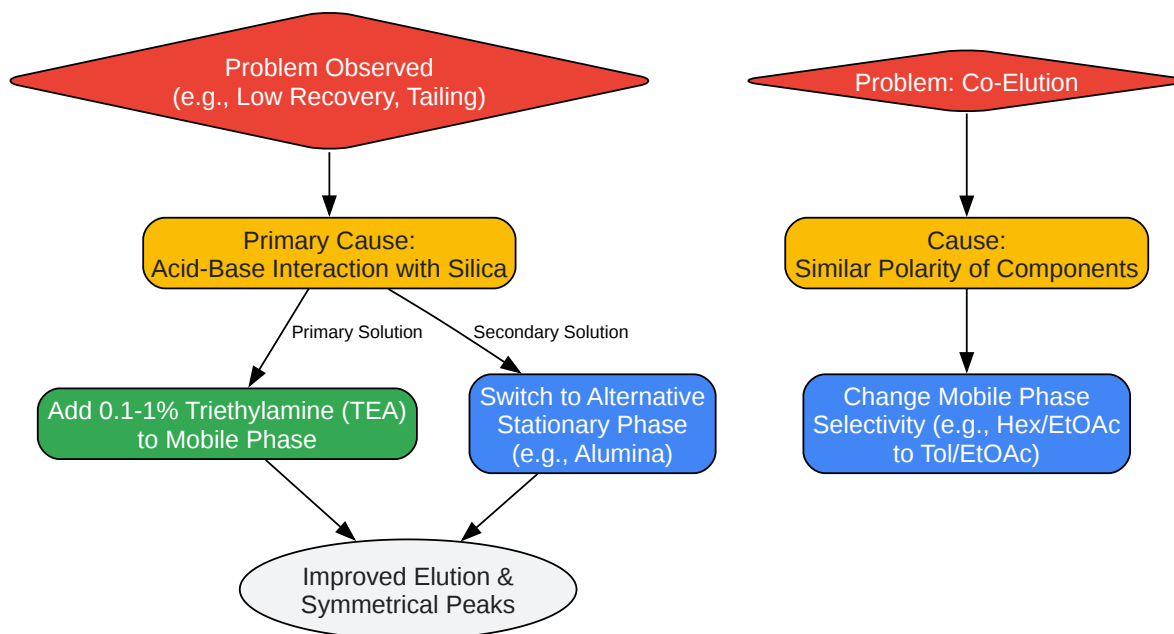 Problem Observed
(e.g., Low Recovery, Tailing)
Primary Cause:
Acid-Base Interaction with Silica
Primary Solution
Secondary Solution
Add 0.1-1% Triethylamine (TEA)
to Mobile Phase
Switch to Alternative
Stationary Phase
(e.g., Alumina)
Improved Elution &
Symmetrical Peaks
Problem: Co-Elution
Cause:
Similar Polarity of Components
Change Mobile Phase
Selectivity (e.g., Hex/EtOAc
to Tol/EtOAc)